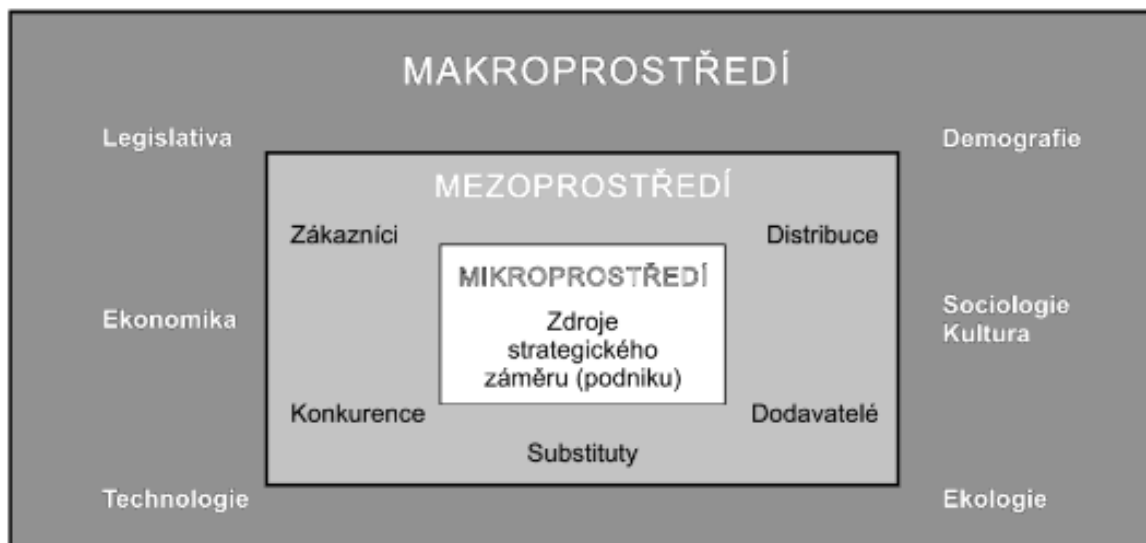 MAKROPROSTŘEDÍ
Legislativa
Demografie
MEZOPROSTŘEDÍ
Zákazníci
Distribuce
MIKROPROSTŘEDÍ
Zdroje
strategického
záměru (podniku)
Ekonomika
Sociologie
Kultura
Konkurence
Dodavatelé
Substituty
Technologie
Ekologie